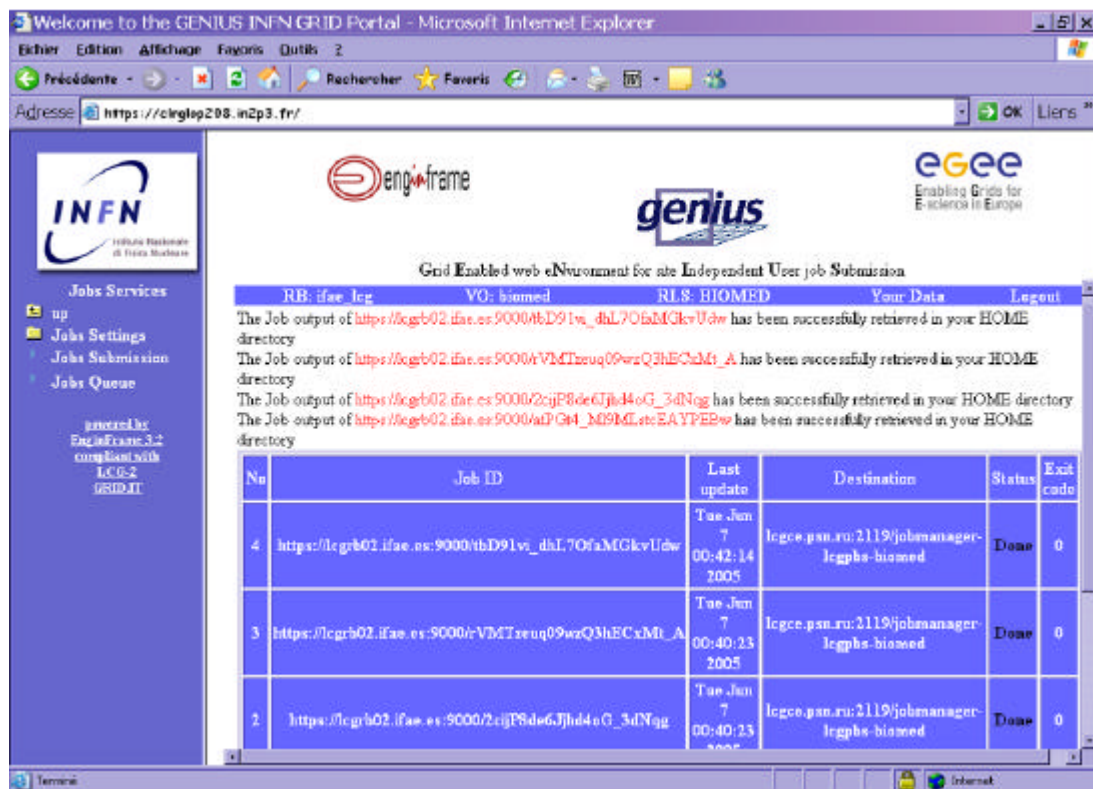 Welcome to the GENIUS INFN GRID Portal - Microsoft Internet Explorer
Fichier Edition Affichage Favoris Outils ?
Précédente Rechercher Favoris
Adresse https://clrglop208.in2p3.fr/ OK Liens
INFN
Istituto Nazionale
di Fisica Nucleare
Jobs Services
up
Jobs Settings
Jobs Submission
Jobs Queue
powered by
EnginFrame 3.2
compliant with
LCG-2
GRID.IT
enginframe
genius
egee
Enabling Grids for
E-science in Europe
Grid Enabled web eNvironment for site Independent User job Submission
RB: ifae_lcg VO: biomed RLS: BIOMED Your Data Logout
The Job output of https://lcgrb02.ifae.es:9000/tbD91vi_dhL7OfaMGkvUdw has been successfully retrieved in your HOME
directory
The Job output of https://lcgrb02.ifae.es:9000/rVMTzeuq09wzQ3hECxMt_A has been successfully retrieved in your HOME
directory
The Job output of https://lcgrb02.ifae.es:9000/2cijP8de6Jjhd4oG_3dNqg has been successfully retrieved in your HOME directory
The Job output of has been successfully retrieved in your HOME
directory
No Job ID Last update Destination Status Exit code
4 https://lcgrb02.ifae.es:9000/tbD91vi_dhL7OfaMGkvUdw Tue Jun 7 00:42:14 2005 lcgce.psn.ru:2119/jobmanager-lcgpbs-biomed Done 0
3 https://lcgrb02.ifae.es:9000/rVMTzeuq09wzQ3hECxMt_A Tue Jun 7 00:40:23 2005 lcgce.psn.ru:2119/jobmanager-lcgpbs-biomed Done 0
2 https://lcgrb02.ifae.es:9000/2cijP8de6Jjhd4oG_3dNqg Tue Jun 7 00:40:23 2005 lcgce.psn.ru:2119/jobmanager-lcgpbs-biomed Done 0
Terminé Internet